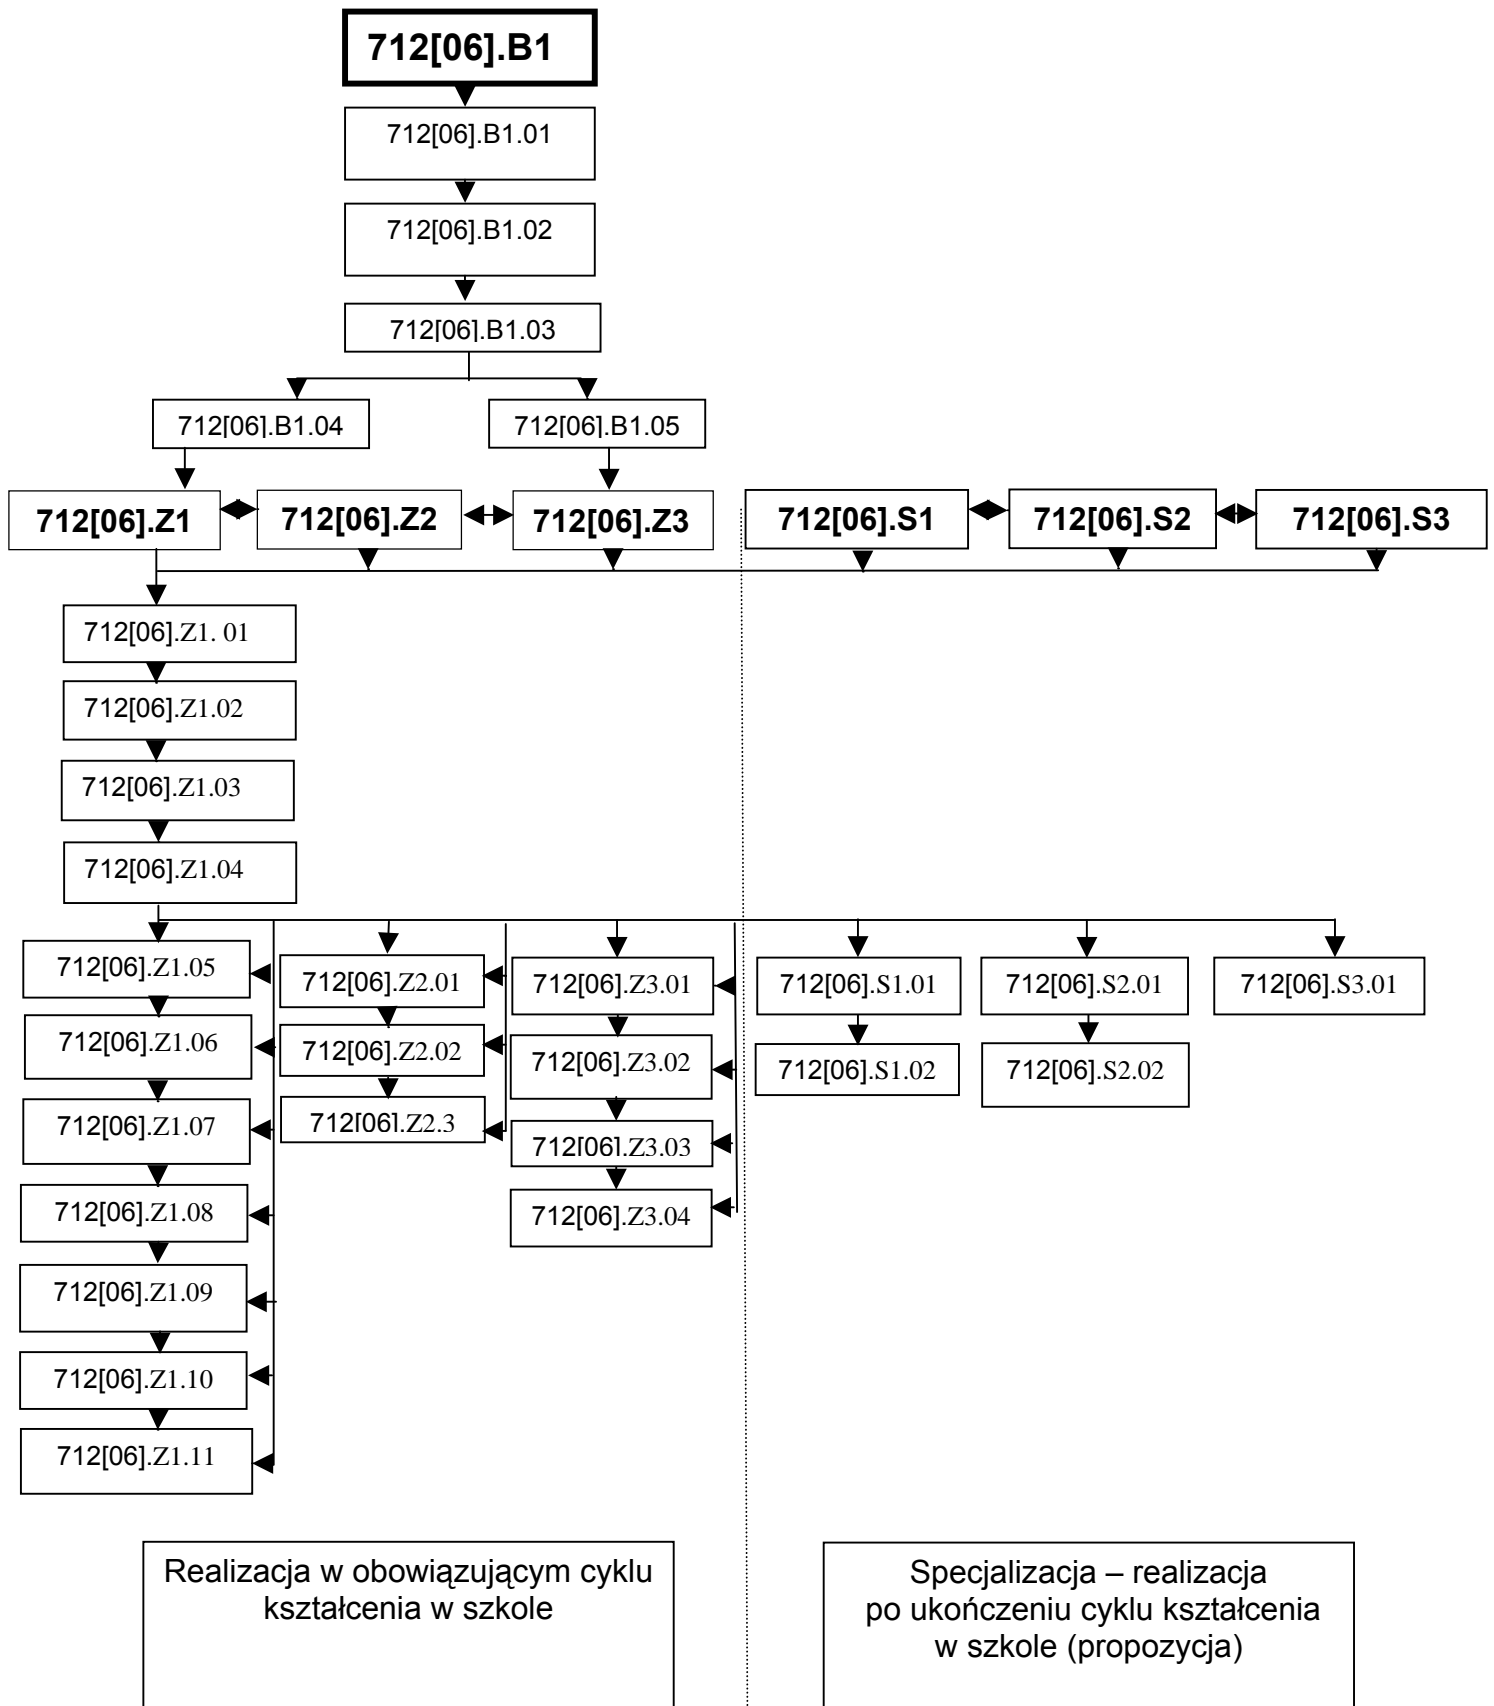 712[06].B1
712[06].B1.01
712[06].B1.02
712[06].B1.03
712[06].B1.04
712[06].B1.05
712[06].Z1
712[06].Z2
712[06].Z3
712[06].S1
712[06].S2
712[06].S3
712[06].Z1. 01
712[06].Z1.02
712[06].Z1.03
712[06].Z1.04
712[06].Z1.05
712[06].Z1.06
712[06].Z1.07
712[06].Z1.08
712[06].Z1.09
712[06].Z1.10
712[06].Z1.11
712[06].Z2.01
712[06].Z2.02
712[06].Z2.3
712[06].Z3.01
712[06].Z3.02
712[06].Z3.03
712[06].Z3.04
712[06].S1.01
712[06].S1.02
712[06].S2.01
712[06].S2.02
712[06].S3.01
Realizacja w obowiązującym cyklu
kształcenia w szkole
Specjalizacja – realizacja
po ukończeniu cyklu kształcenia
w szkole (propozycja)